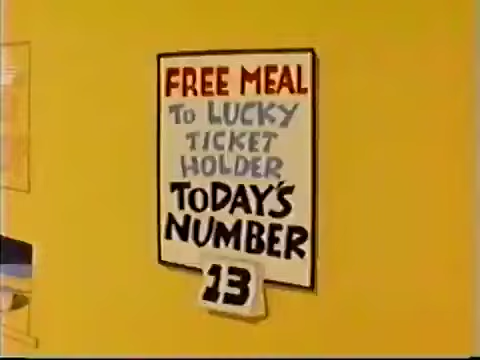 FREE MEAL
TO LUCKY
TICKET
HOLDER
TODAY'S
NUMBER
13